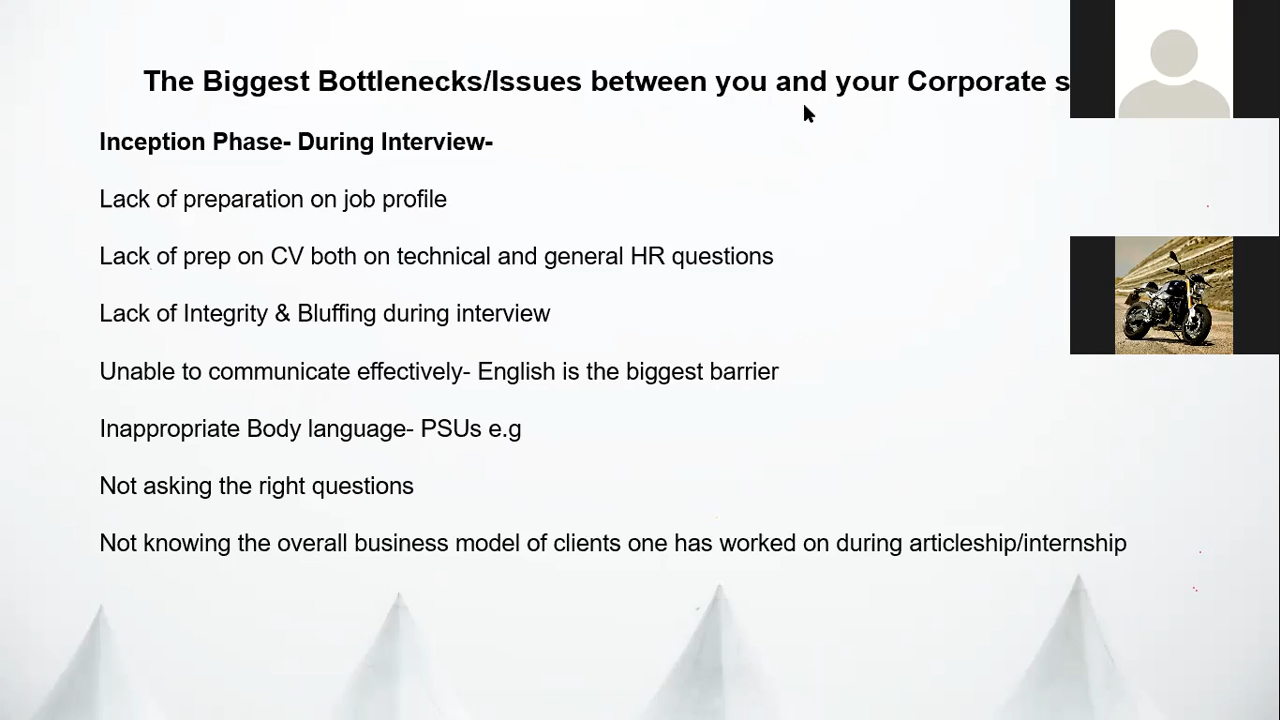 The Biggest Bottlenecks/Issues between you and your Corporate s
Inception Phase- During Interview-
Lack of preparation on job profile
Lack of prep on CV both on technical and general HR questions
Lack of Integrity & Bluffing during interview
Unable to communicate effectively- English is the biggest barrier
Inappropriate Body language- PSUs e.g
Not asking the right questions
Not knowing the overall business model of clients one has worked on during articleship/internship